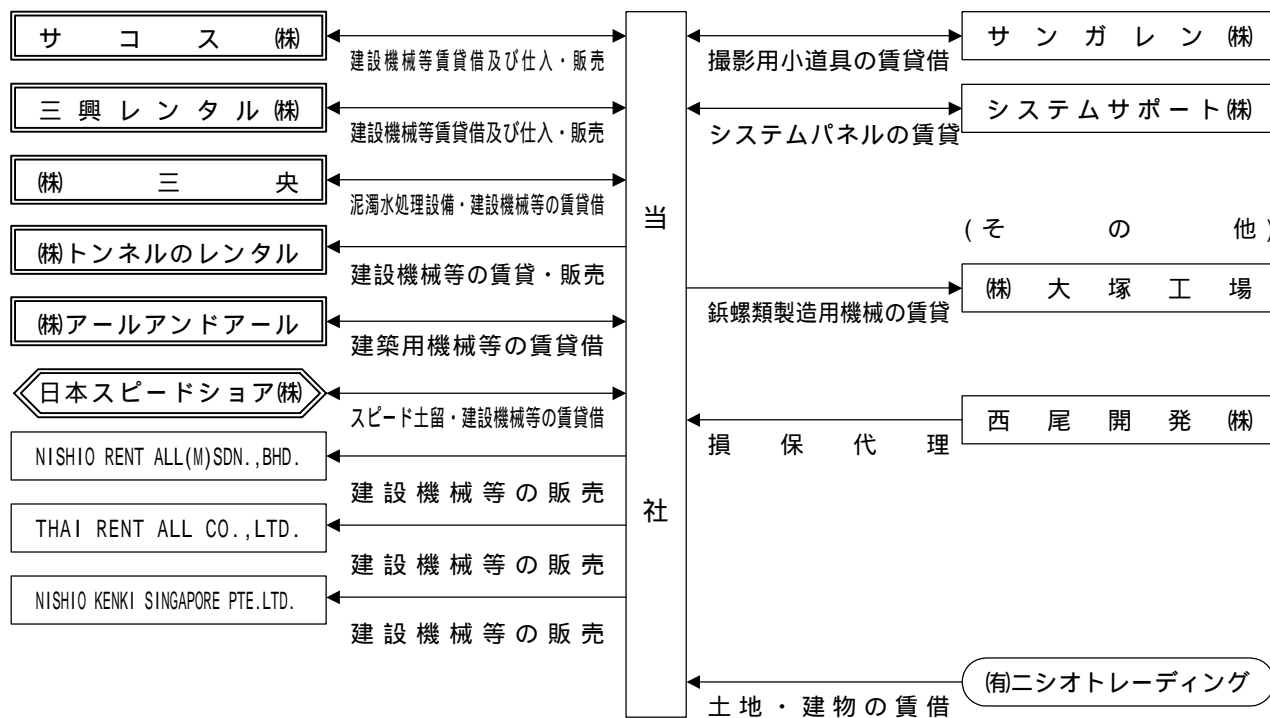 サコス㈱
建設機械等賃貸借及び仕入・販売
三興レンタル㈱
建設機械等賃貸借及び仕入・販売
㈱三央
泥濁水処理設備・建設機械等の賃貸借
㈱トンネルのレンタル
建設機械等の賃貸・販売
㈱アールアンドアール
建築用機械等の賃貸借
日本スピードショア㈱
スピード土留・建設機械等の賃貸借
NISHIO RENT ALL(M)SDN.,BHD.
建設機械等の販売
THAI RENT ALL CO.,LTD.
建設機械等の販売
NISHIO KENKI SINGAPORE PTE.LTD.
建設機械等の販売
当社
サンガレン㈱
撮影用小道具の賃貸借
システムサポート㈱
システムパネルの賃貸
(その他)
㈱大塚工場
鋲螺類製造用機械の賃貸
西尾開発㈱
損保代理
㈲ニシオトレーディング
土地・建物の賃借